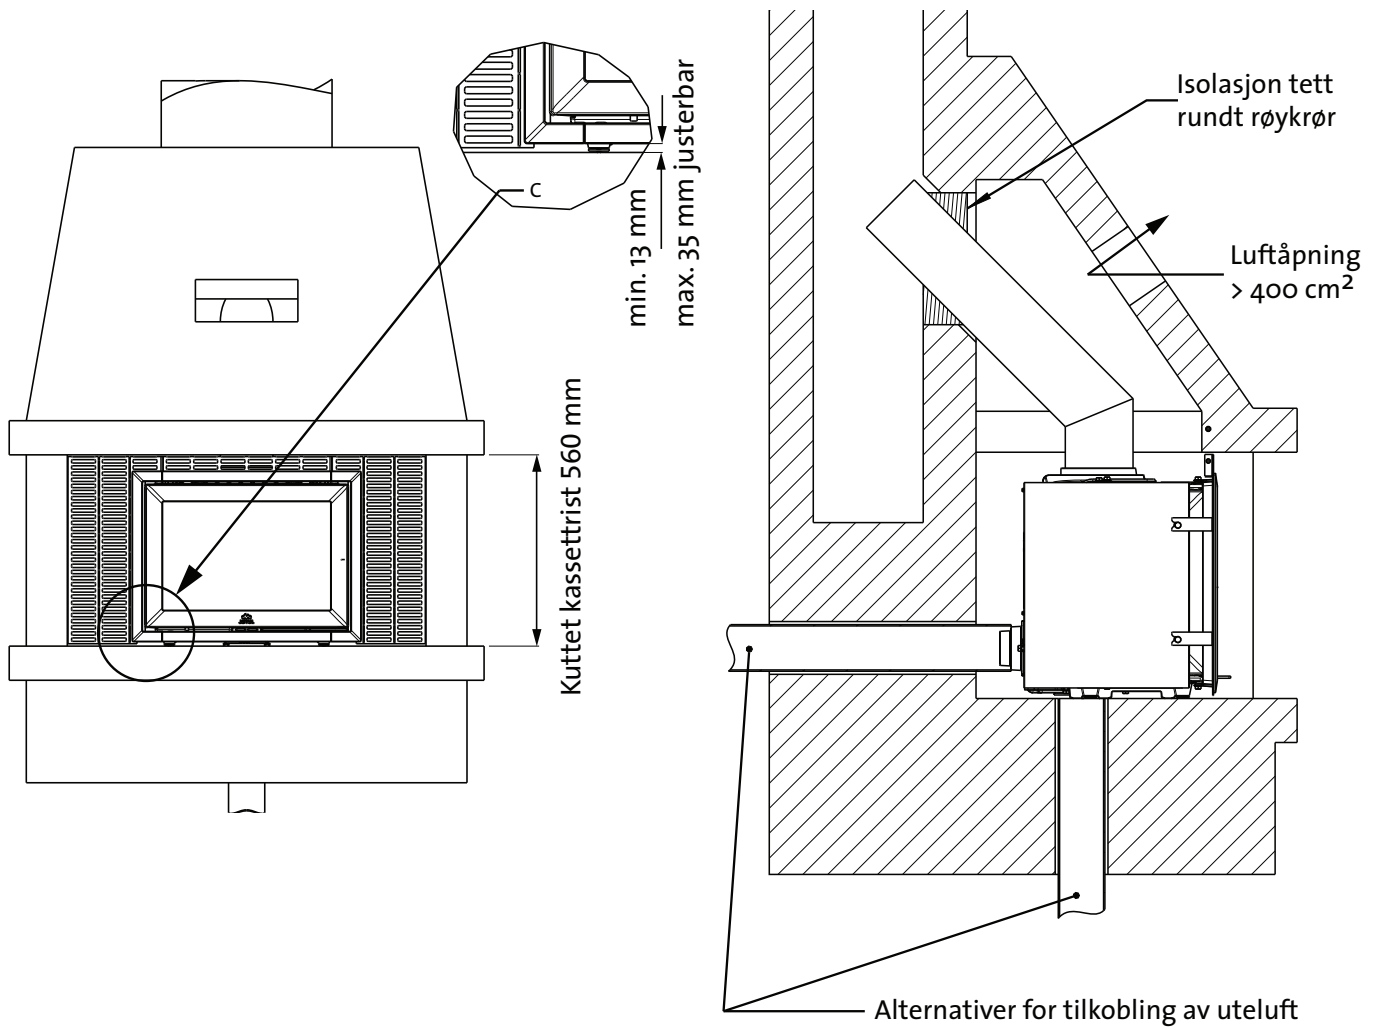 C
min. 13 mm
max. 35 mm justerbar
Kuttet kassettrist 560 mm
Isolasjon tett
rundt røykrør
Luftåpning
> 400 cm²
Alternativer for tilkobling av uteluft